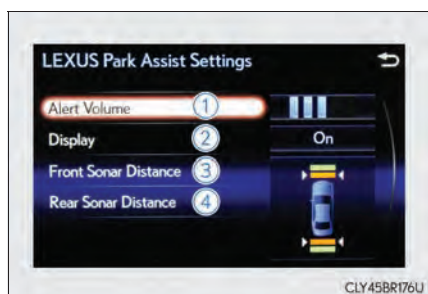 LEXUS Park Assist Settings
Alert Volume 1
Display 2 On
Front Sonar Distance 3
Rear Sonar Distance 4
CLY45BR176U